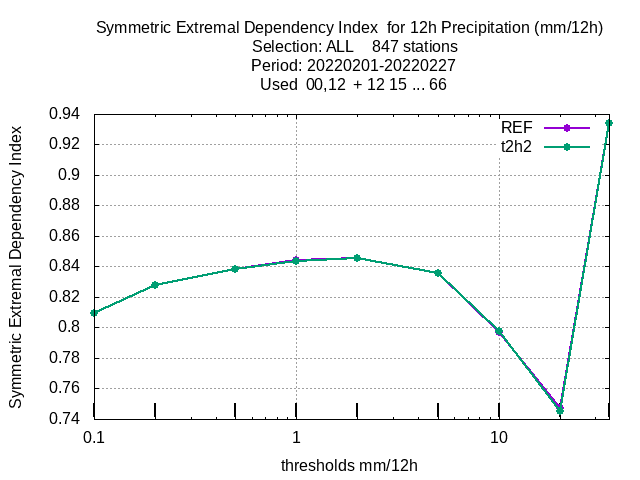 Symmetric Extremal Dependency Index  for 12h Precipitation (mm/12h)
Selection: ALL    847 stations
Period: 20220201-20220227
Used  00,12  + 12 15 ... 66
REF
t2h2
Symmetric Extremal Dependency Index
0.94
0.92
0.9
0.88
0.86
0.84
0.82
0.8
0.78
0.76
0.74
0.1
1
10
thresholds mm/12h